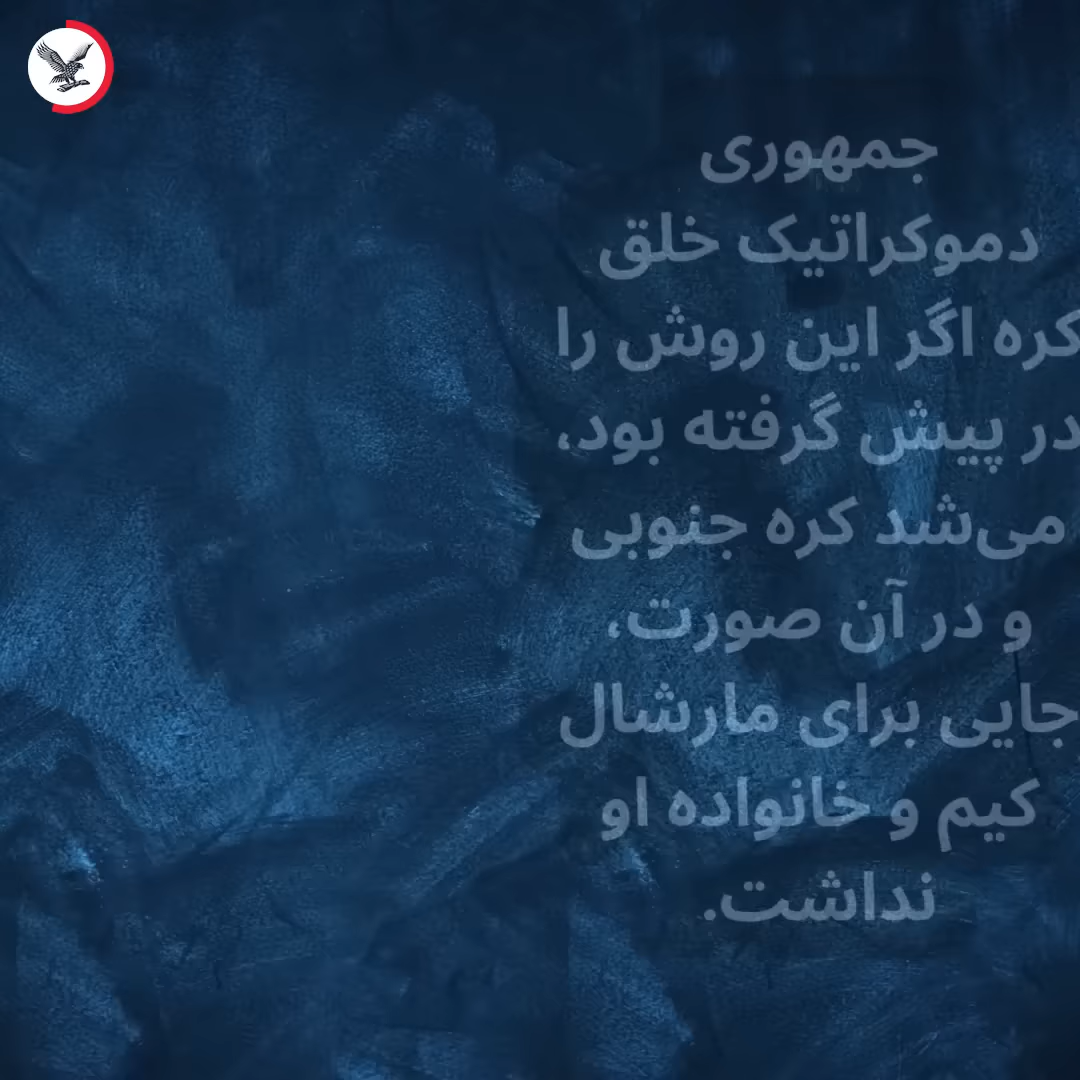 جمهوری
دموکراتیک خلق
کره اگر این روش را
در پیش گرفته بود،
می‌شد کره جنوبی
و در آن صورت،
جایی برای مارشال
کیم و خانواده او
نداشت.